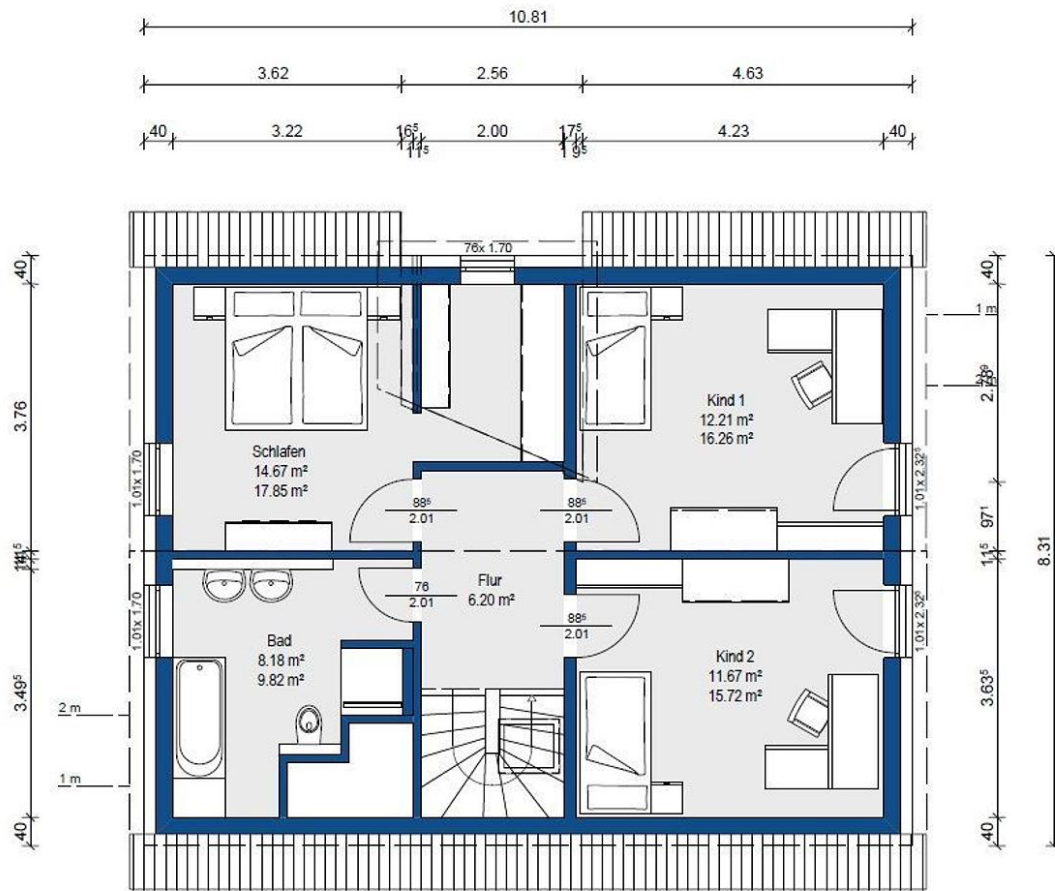 10.81
3.62 2.56 4.63
40 3.22 16⁵ 2.00 17⁵ 4.23 40
11⁵ 9⁵
76x 1.70
40
40
1 m
3.76
Schlafen
14.67 m²
17.85 m²
Kind 1
12.21 m²
16.26 m²
1.01x 1.70
1.01x 2.32⁵
88⁵
2.01
88⁵
2.01
97¹
11⁵
8.31
76
2.01
Flur
6.20 m²
88⁵
2.01
1.01x 1.70
1.01x 2.32⁵
Bad
8.18 m²
9.82 m²
Kind 2
11.67 m²
15.72 m²
3.49⁵
3.63⁵
2 m
1 m
40
40